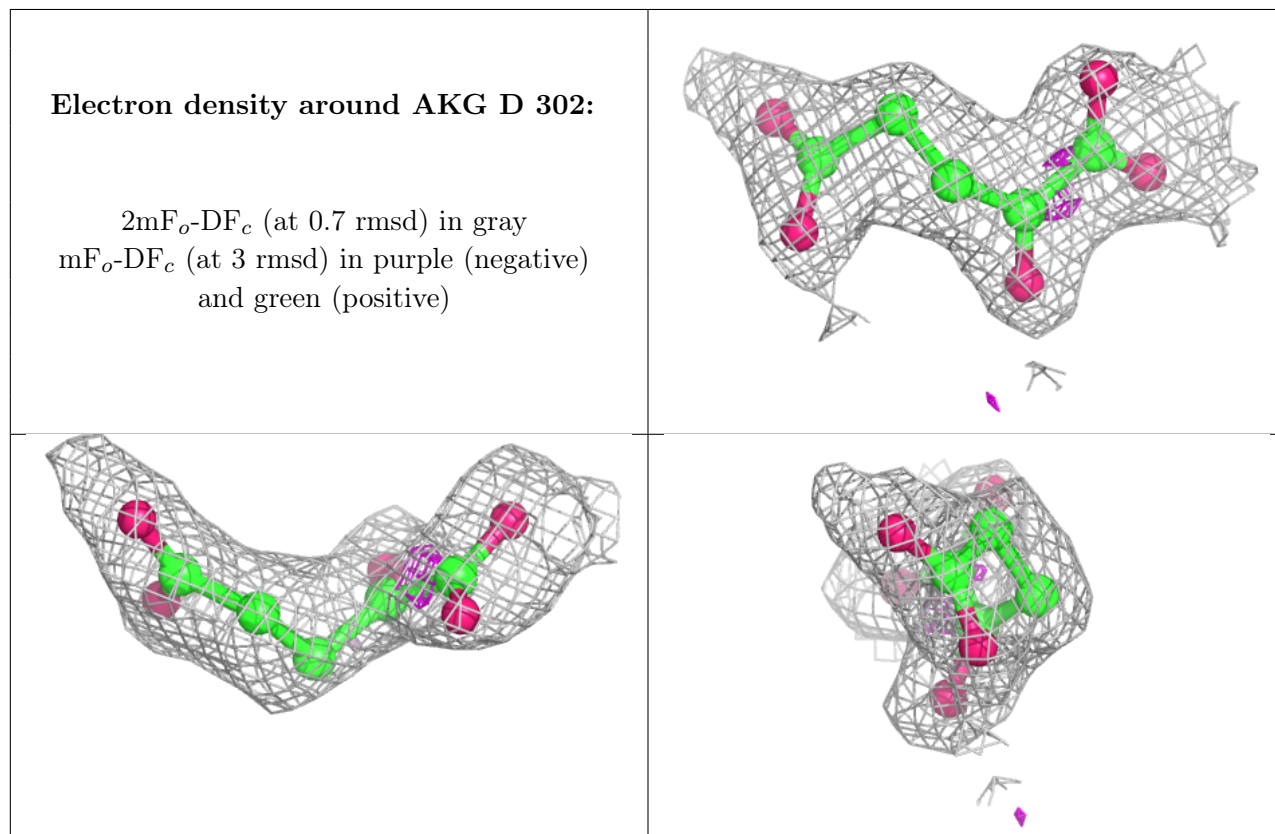 Electron density around AKG D 302:
2mFₒ-DF𝒸 (at 0.7 rmsd) in gray
mFₒ-DF𝒸 (at 3 rmsd) in purple (negative)
and green (positive)